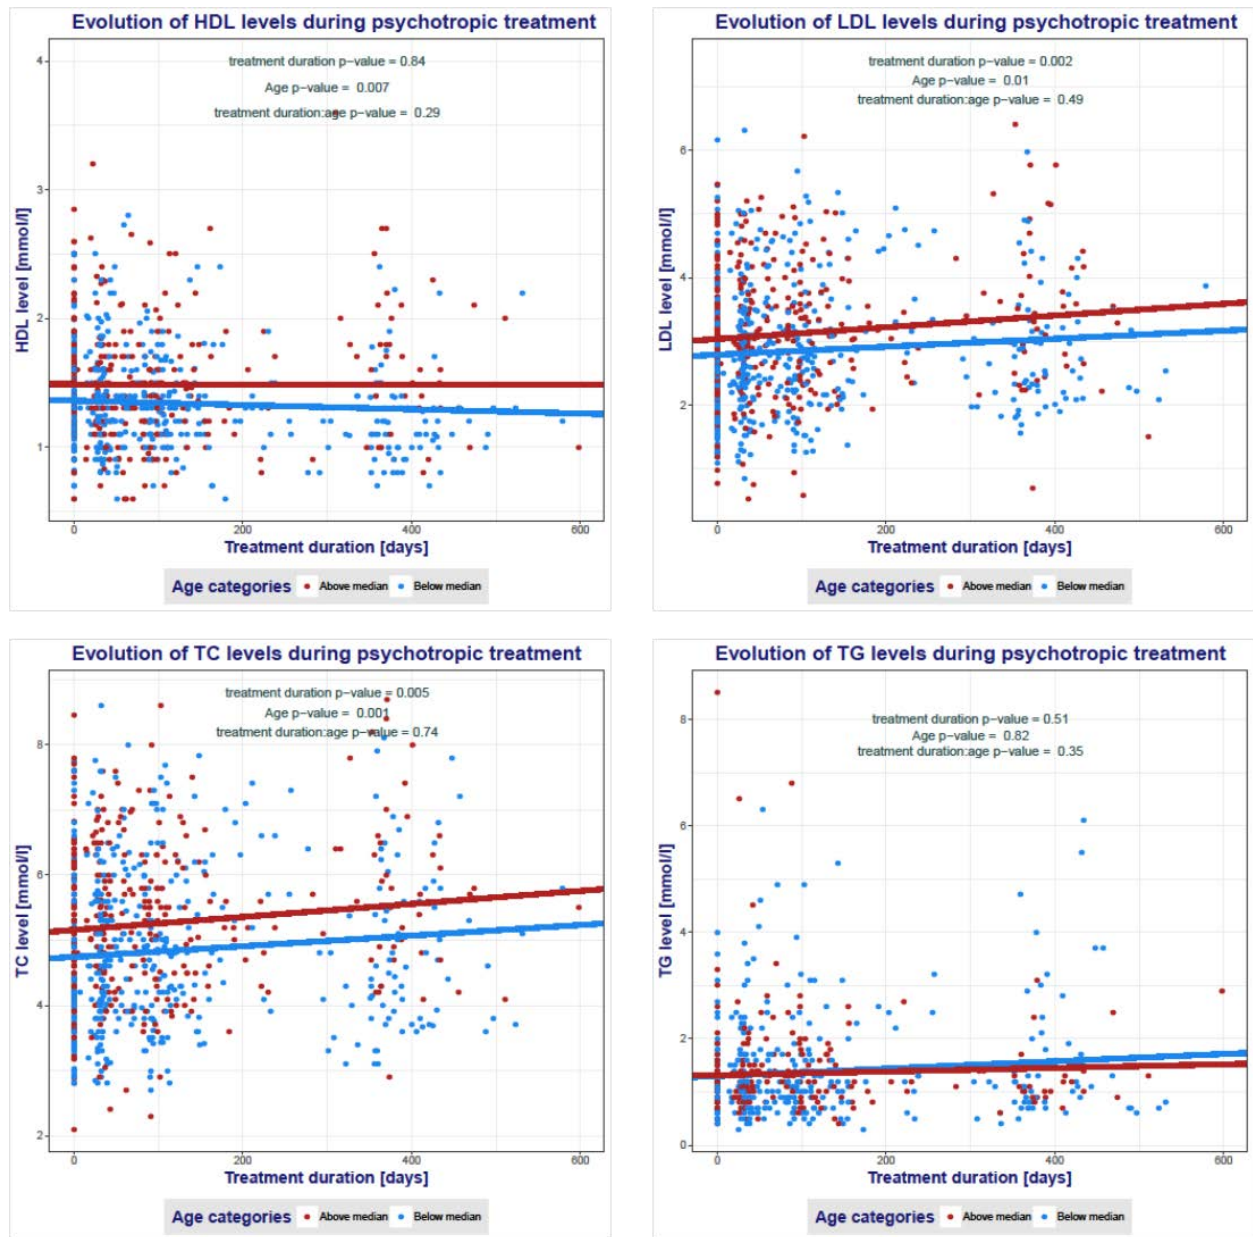 Evolution of HDL levels during psychotropic treatment
treatment duration p−value = 0.84
Age p−value = 0.007
treatment duration:age p−value = 0.29
HDL level [mmol/l]
4
3
2
1
0 200 400 600
Treatment duration [days]
Age categories Above median Below median
Evolution of LDL levels during psychotropic treatment
treatment duration p−value = 0.002
Age p−value = 0.01
treatment duration:age p−value = 0.49
LDL level [mmol/l]
6
4
2
0 200 400 600
Treatment duration [days]
Age categories Above median Below median
Evolution of TC levels during psychotropic treatment
treatment duration p−value = 0.005
Age p−value = 0.001
treatment duration:age p−value = 0.74
TC level [mmol/l]
8
6
4
2
0 200 400 600
Treatment duration [days]
Age categories Above median Below median
Evolution of TG levels during psychotropic treatment
treatment duration p−value = 0.51
Age p−value = 0.82
treatment duration:age p−value = 0.35
TG level [mmol/l]
8
6
4
2
0
0 200 400 600
Treatment duration [days]
Age categories Above median Below median